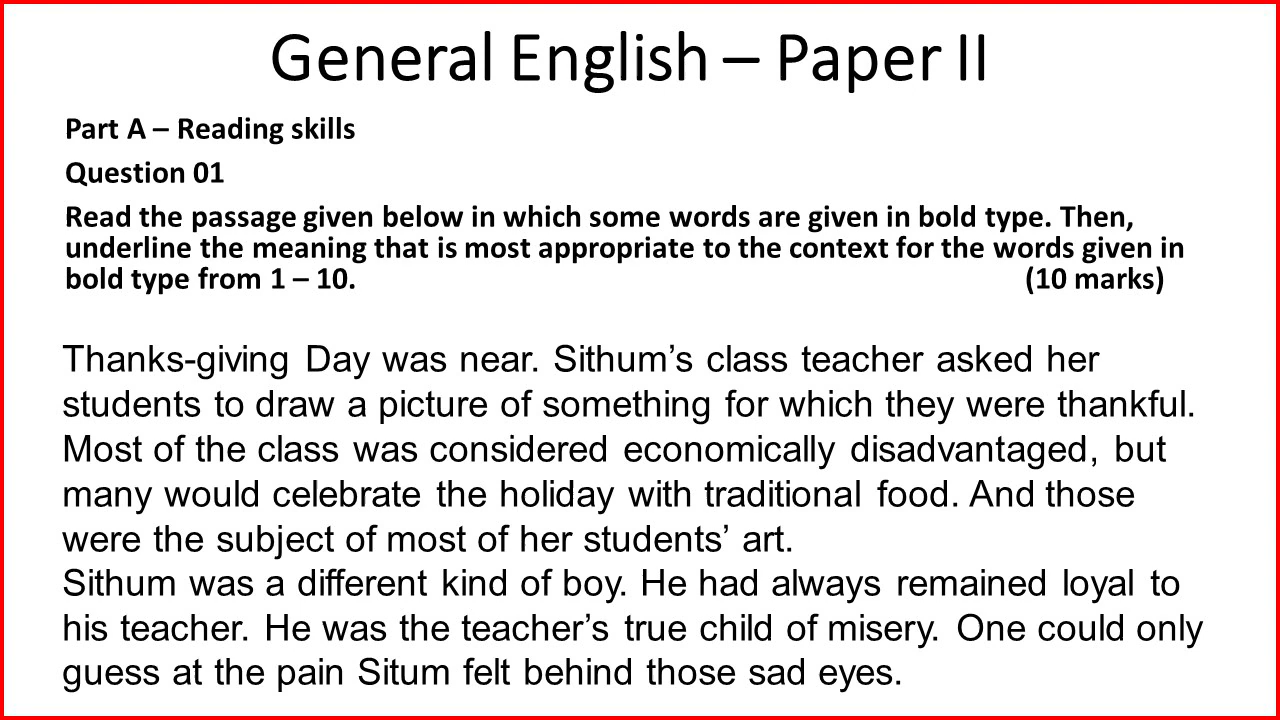 General English – Paper II
Part A – Reading skills
Question 01
Read the passage given below in which some words are given in bold type. Then,
underline the meaning that is most appropriate to the context for the words given in
bold type from 1 – 10. (10 marks)
Thanks-giving Day was near. Sithum’s class teacher asked her
students to draw a picture of something for which they were thankful.
Most of the class was considered economically disadvantaged, but
many would celebrate the holiday with traditional food. And those
were the subject of most of her students’ art.
Sithum was a different kind of boy. He had always remained loyal to
his teacher. He was the teacher’s true child of misery. One could only
guess at the pain Situm felt behind those sad eyes.